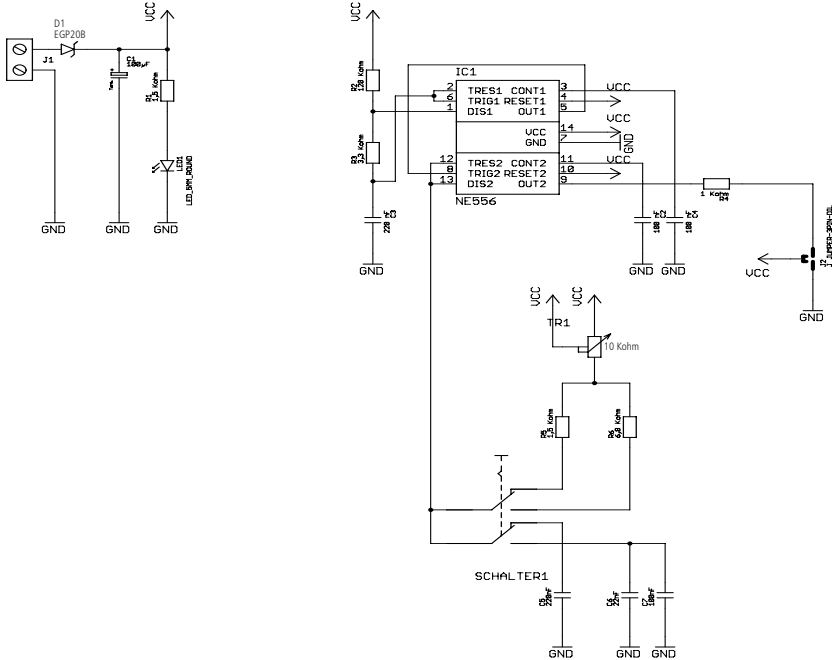 VCC
D1
EGP20B
J1
C1
100µF
R1
1,5 Kohm
LED1
LED_5MM_ROUND
GND
GND
GND
VCC
R2
120 Kohm
R3
3,3 Kohm
220 nF
C3
GND
IC1
2 TRES1 CONT1 3 VCC
6 TRIG1 RESET1 4
1 DIS1 OUT1 5
VCC 14 VCC
GND 7 GND
12 TRES2 CONT2 11 VCC
8 TRIG2 RESET2 10
13 DIS2 OUT2 9
NE556
100 nF
C2
100 nF
C4
GND
GND
1 Kohm
R4
VCC
J2
GND
VCC
VCC
TR1
10 Kohm
R5
1,5 Kohm
R6
6,8 Kohm
SCHALTER1
C5
220nF
C6
22nF
C7
100nF
GND
GND
GND